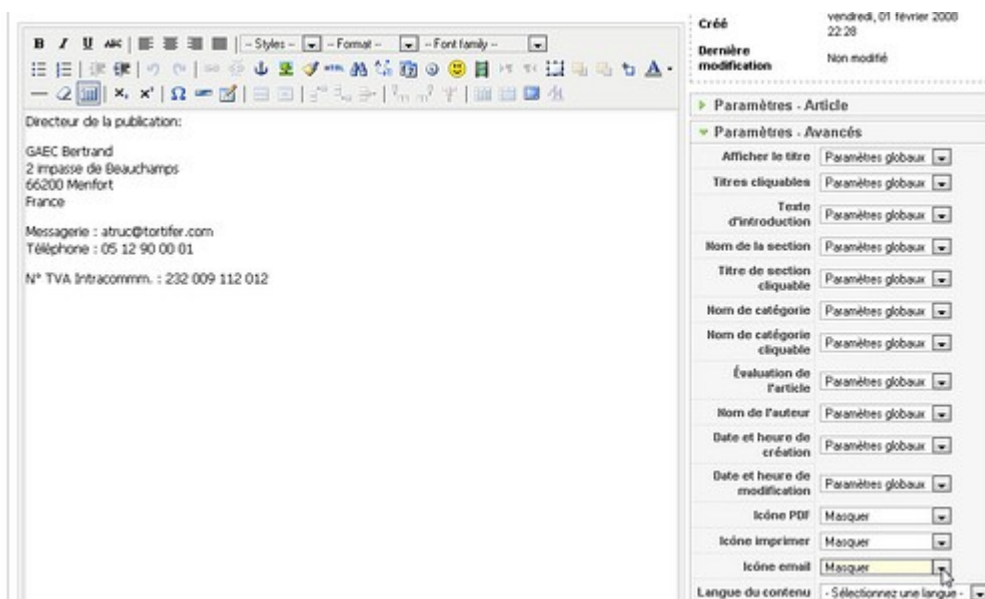 Créé
vendredi, 01 février 2008
22:28
Dernière
modification
Non modifié
B I U ABC - Styles - - Format - - Font family -
HTML
A
x, x' Ω
Directeur de la publication:
GAEC Bertrand
2 impasse de Beauchamps
66200 Menfort
France
Messagerie : atruc@tortifer.com
Téléphone : 05 12 90 00 01
N° TVA Intracommm. : 232 009 112 012
Paramètres - Article
Paramètres - Avancés
Afficher le titre Paramètres globaux
Titres cliquables Paramètres globaux
Texte
d'introduction Paramètres globaux
Nom de la section Paramètres globaux
Titre de section
cliquable Paramètres globaux
Nom de catégorie Paramètres globaux
Nom de catégorie
cliquable Paramètres globaux
Évaluation de
l'article Paramètres globaux
Nom de l'auteur Paramètres globaux
Date et heure de
création Paramètres globaux
Date et heure de
modification Paramètres globaux
Icône PDF Masquer
Icône imprimer Masquer
Icône email Masquer
Langue du contenu - Sélectionnez une langue -